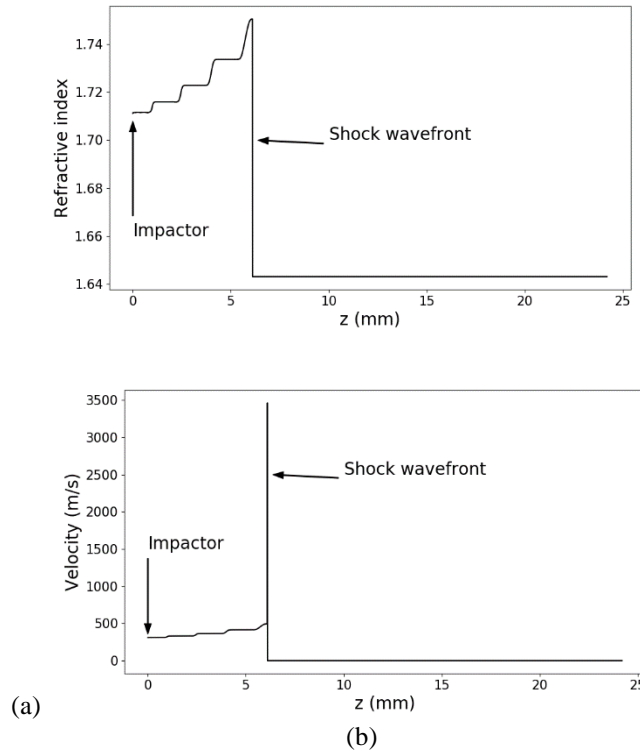 1.74
1.72
1.70
1.68
1.66
1.64
Refractive index
Shock wavefront
Impactor
0 5 10 15 20 25
z (mm)
3500
3000
2500
2000
1500
1000
500
0
Velocity (m/s)
Shock wavefront
Impactor
0 5 10 15 20 25
z (mm)
(a)
(b)